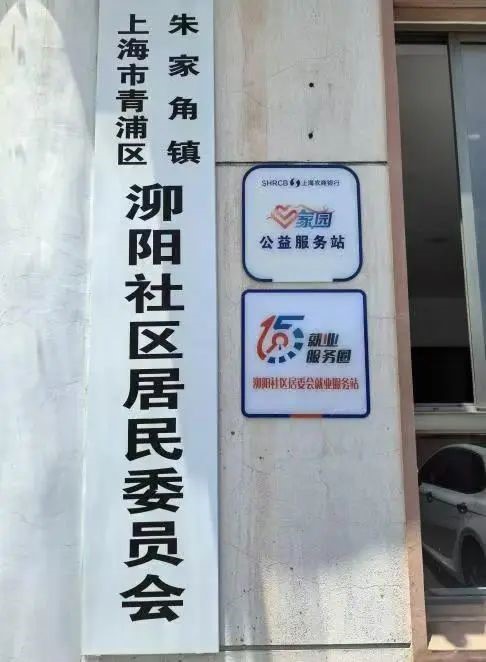 上海市青浦区
朱家角镇
泖阳社区居民委员会
SHRCB 上海农商银行
家园
公益服务站
15
就业
服务圈
泖阳社区居委会就业服务站